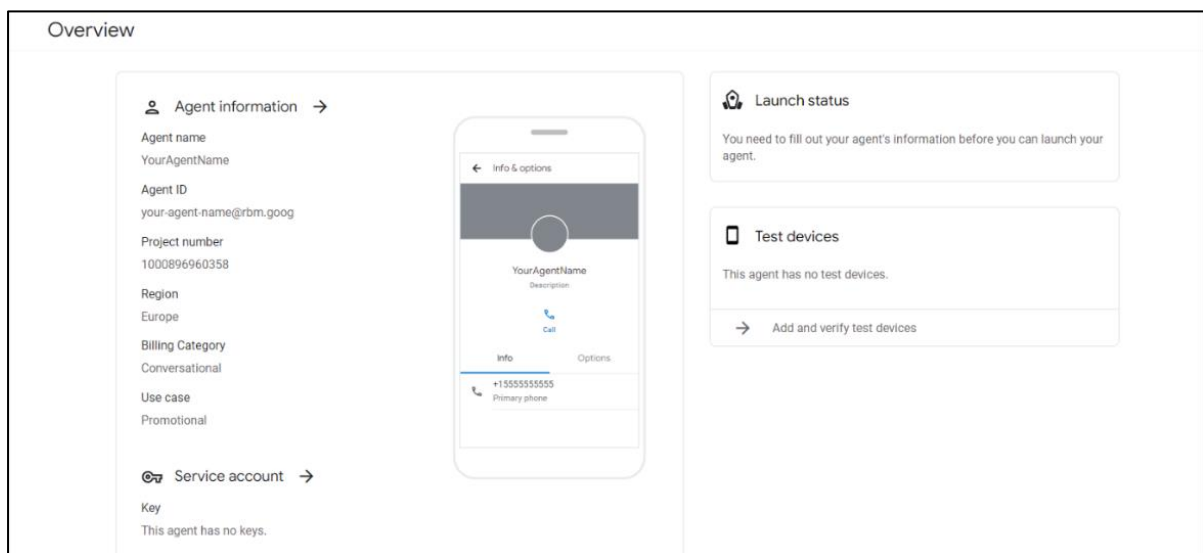 Overview
Agent information
Agent name
YourAgentName
Agent ID
your-agent-name@rbm.goog
Project number
1000896960358
Region
Europe
Billing Category
Conversational
Use case
Promotional
Service account
Key
This agent has no keys.
Info & options
YourAgentName
Description
Call
Info Options
+15555555555
Primary phone
Launch status
You need to fill out your agent's information before you can launch your
agent.
Test devices
This agent has no test devices.
Add and verify test devices